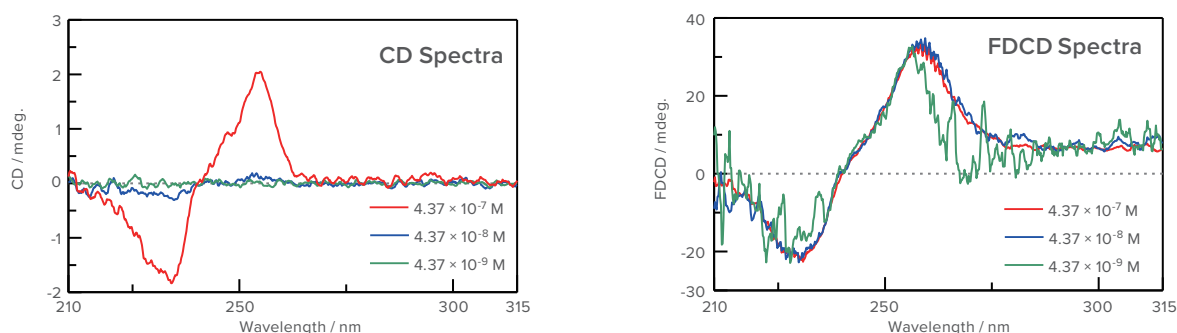 CD Spectra
3
2
1
0
-1
-2
CD / mdeg.
210
250
300
315
Wavelength / nm
4.37 × 10⁻⁷ M
4.37 × 10⁻⁸ M
4.37 × 10⁻⁹ M
FDCD Spectra
40
20
0
-20
-30
FDCD / mdeg.
210
250
300
315
Wavelength / nm
4.37 × 10⁻⁷ M
4.37 × 10⁻⁸ M
4.37 × 10⁻⁹ M